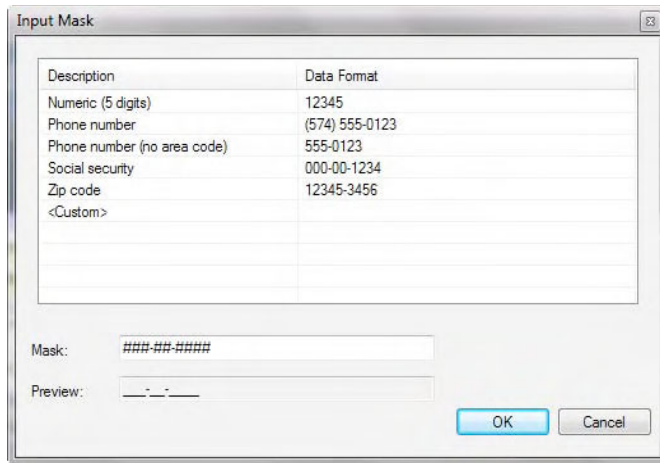 Input Mask
Description Data Format
Numeric (5 digits) 12345
Phone number (574) 555-0123
Phone number (no area code) 555-0123
Social security 000-00-1234
Zip code 12345-3456
<Custom>
Mask: ###-##-####
Preview: ___-__-____
OK Cancel